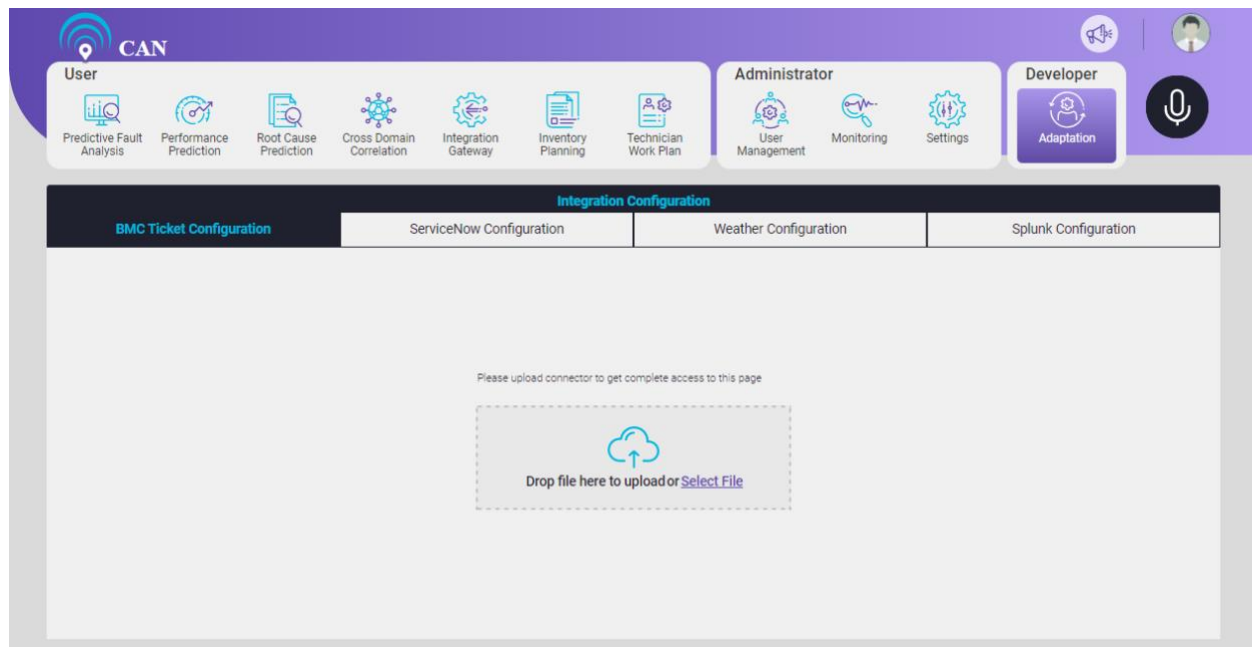 CAN
User
Predictive Fault
Analysis
Performance
Prediction
Root Cause
Prediction
Cross Domain
Correlation
Integration
Gateway
Inventory
Planning
Technician
Work Plan
Administrator
User
Management
Monitoring
Settings
Developer
Adaptation
Integration Configuration
BMC Ticket Configuration
ServiceNow Configuration
Weather Configuration
Splunk Configuration
Please upload connector to get complete access to this page
Drop file here to upload or Select File